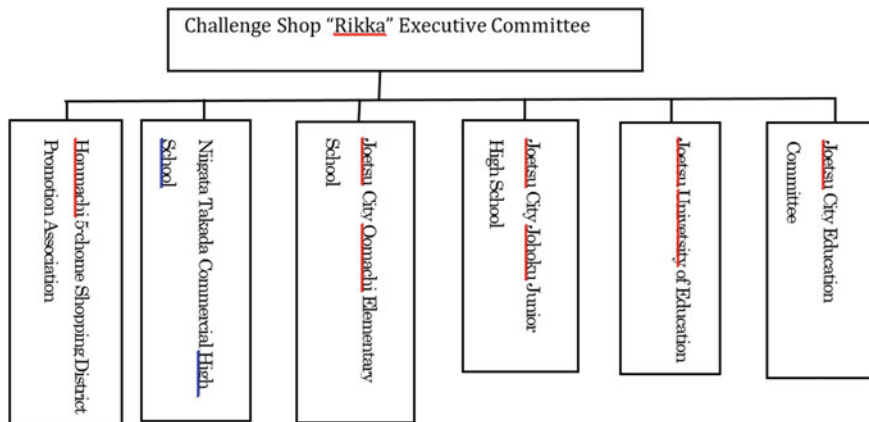 Challenge Shop “Rikka” Executive Committee
Honmachi 5-chome Shopping District
Promotion Association
Niigata Takada Commercial High
School
Joetsu City Oomachi Elementary
School
Joetsu City Johoku Junior
High School
Joetsu Univetsity of Education
Joetsu City Education
Committee